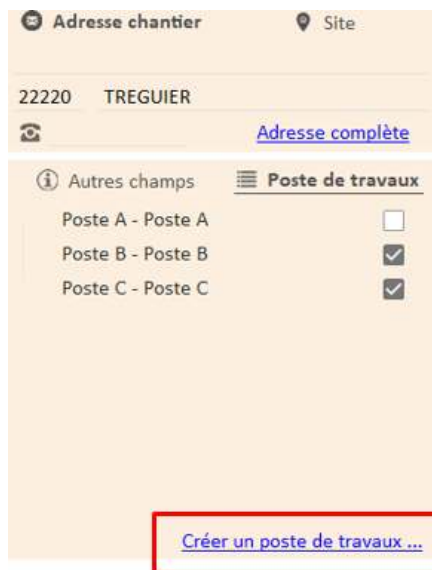 Adresse chantier Site
22220 TREGUIER
Adresse complète
Autres champs Poste de travaux
Poste A - Poste A
Poste B - Poste B
Poste C - Poste C
Créer un poste de travaux ...